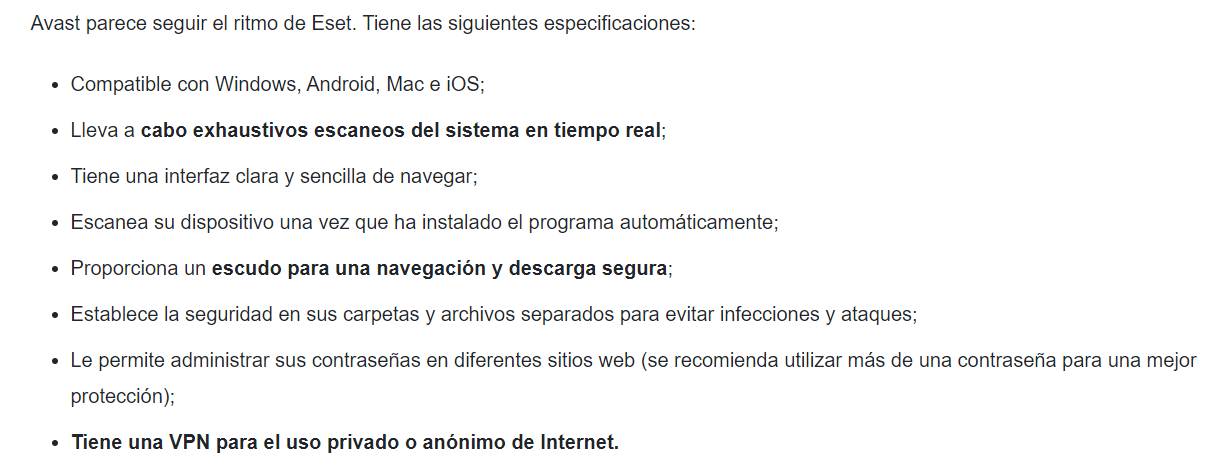 Avast parece seguir el ritmo de Eset. Tiene las siguientes especificaciones:
• Compatible con Windows, Android, Mac e iOS;
• Lleva a cabo exhaustivos escaneos del sistema en tiempo real;
• Tiene una interfaz clara y sencilla de navegar;
• Escanea su dispositivo una vez que ha instalado el programa automáticamente;
• Proporciona un escudo para una navegación y descarga segura;
• Establece la seguridad en sus carpetas y archivos separados para evitar infecciones y ataques;
• Le permite administrar sus contraseñas en diferentes sitios web (se recomienda utilizar más de una contraseña para una mejor
protección);
• Tiene una VPN para el uso privado o anónimo de Internet.